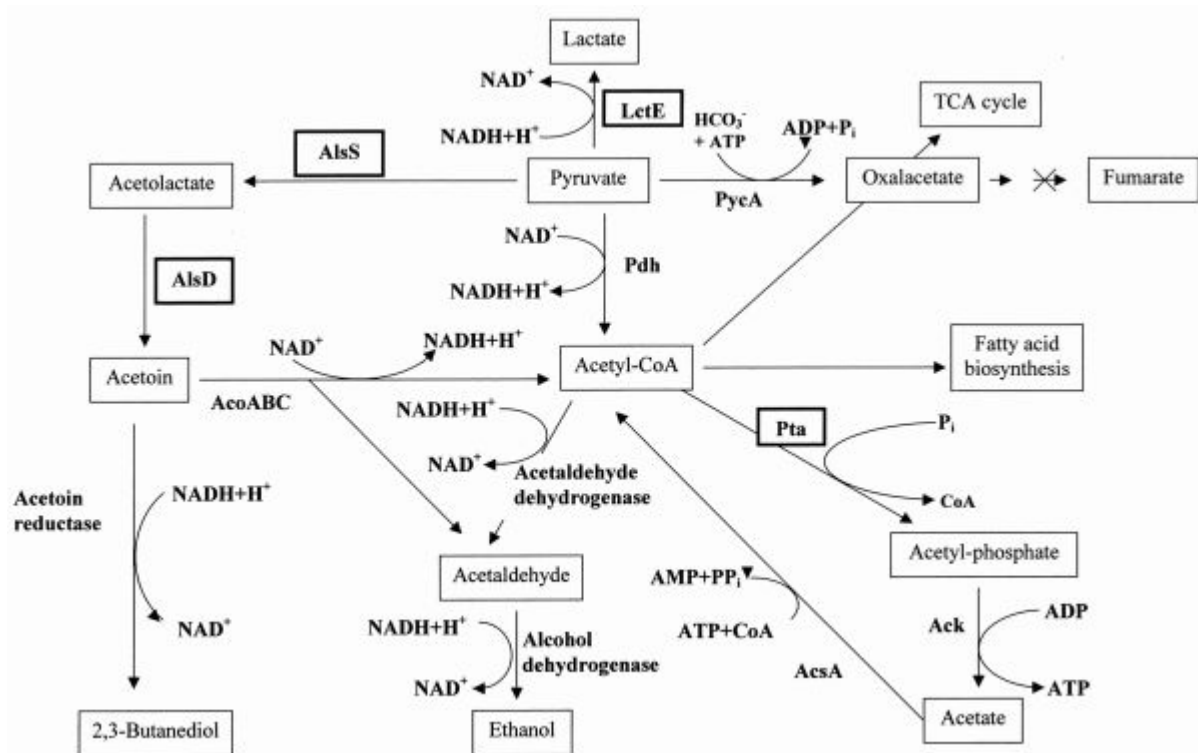 Lactate
NAD+
LctE
NADH+H+
HCO3-
+ ATP
ADP+Pi
TCA cycle
AlsS
Acetolactate
Pyruvate
PycA
Oxalacetate
Fumarate
NAD+
Pdh
NADH+H+
AlsD
NAD+
NADH+H+
Acetoin
AcoABC
Acetyl-CoA
Fatty acid
biosynthesis
NADH+H+
NAD+
Acetaldehyde
dehydrogenase
Pta
Pi
CoA
Acetoin
reductase
NADH+H+
NAD+
Acetaldehyde
Acetyl-phosphate
AMP+PPi
ATP+CoA
AcsA
Ack
ADP
ATP
NADH+H+
NAD+
Alcohol
dehydrogenase
2,3-Butanediol
Ethanol
Acetate